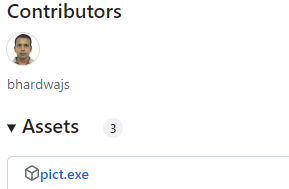 Contributors
bhardwajs
Assets 3
pict.exe